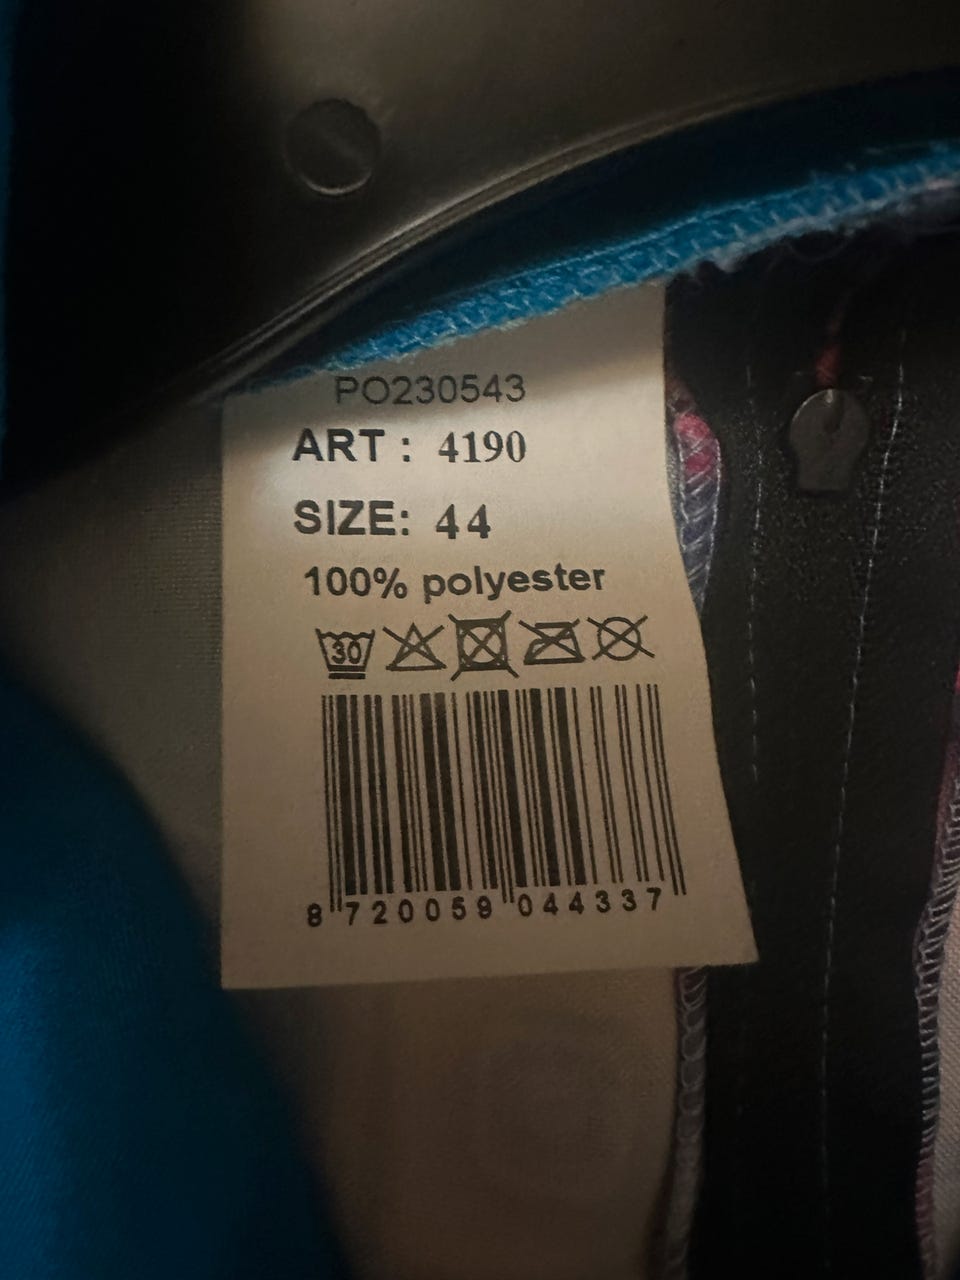 PO230543
ART : 4190
SIZE: 44
100% polyester
30
8 720059 044337